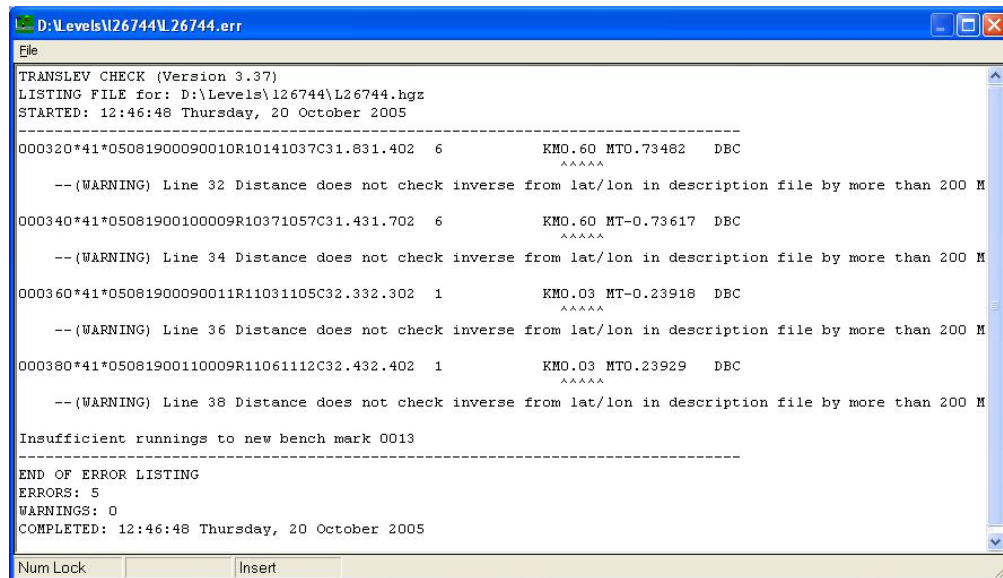 D:\Levels\l26744\L26744.err
File
TRANSLEV CHECK (Version 3.37)
LISTING FILE for: D:\Levels\l26744\L26744.hgz
STARTED: 12:46:48 Thursday, 20 October 2005
--------------------------------------------------------------------------------
000320*41*05081900090010R10141037C31.831.402  6           KM0.60 MT0.73482   DBC
^^^^^
--(WARNING) Line 32 Distance does not check inverse from lat/lon in description file by more than 200 M
000340*41*05081900100009R10371057C31.431.702  6           KM0.60 MT-0.73617  DBC
^^^^^
--(WARNING) Line 34 Distance does not check inverse from lat/lon in description file by more than 200 M
000360*41*05081900090011R11031105C32.332.302  1           KM0.03 MT-0.23918  DBC
^^^^^
--(WARNING) Line 36 Distance does not check inverse from lat/lon in description file by more than 200 M
000380*41*05081900110009R11061112C32.432.402  1           KM0.03 MT0.23929   DBC
^^^^^
--(WARNING) Line 38 Distance does not check inverse from lat/lon in description file by more than 200 M
Insufficient runnings to new bench mark 0013
--------------------------------------------------------------------------------
END OF ERROR LISTING
ERRORS: 5
WARNINGS: 0
COMPLETED: 12:46:48 Thursday, 20 October 2005
Num Lock
Insert